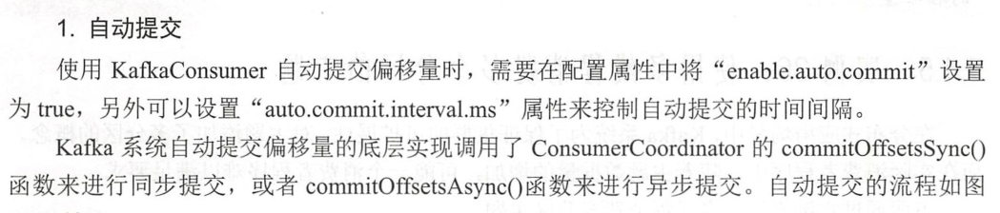 1. 自动提交
使用 KafkaConsumer 自动提交偏移量时，需要在配置属性中将“enable.auto.commit”设置
为 true，另外可以设置“auto.commit.interval.ms”属性来控制自动提交的时间间隔。
Kafka 系统自动提交偏移量的底层实现调用了 ConsumerCoordinator 的 commitOffsetsSync()
函数来进行同步提交，或者 commitOffsetsAsync()函数来进行异步提交。自动提交的流程如图